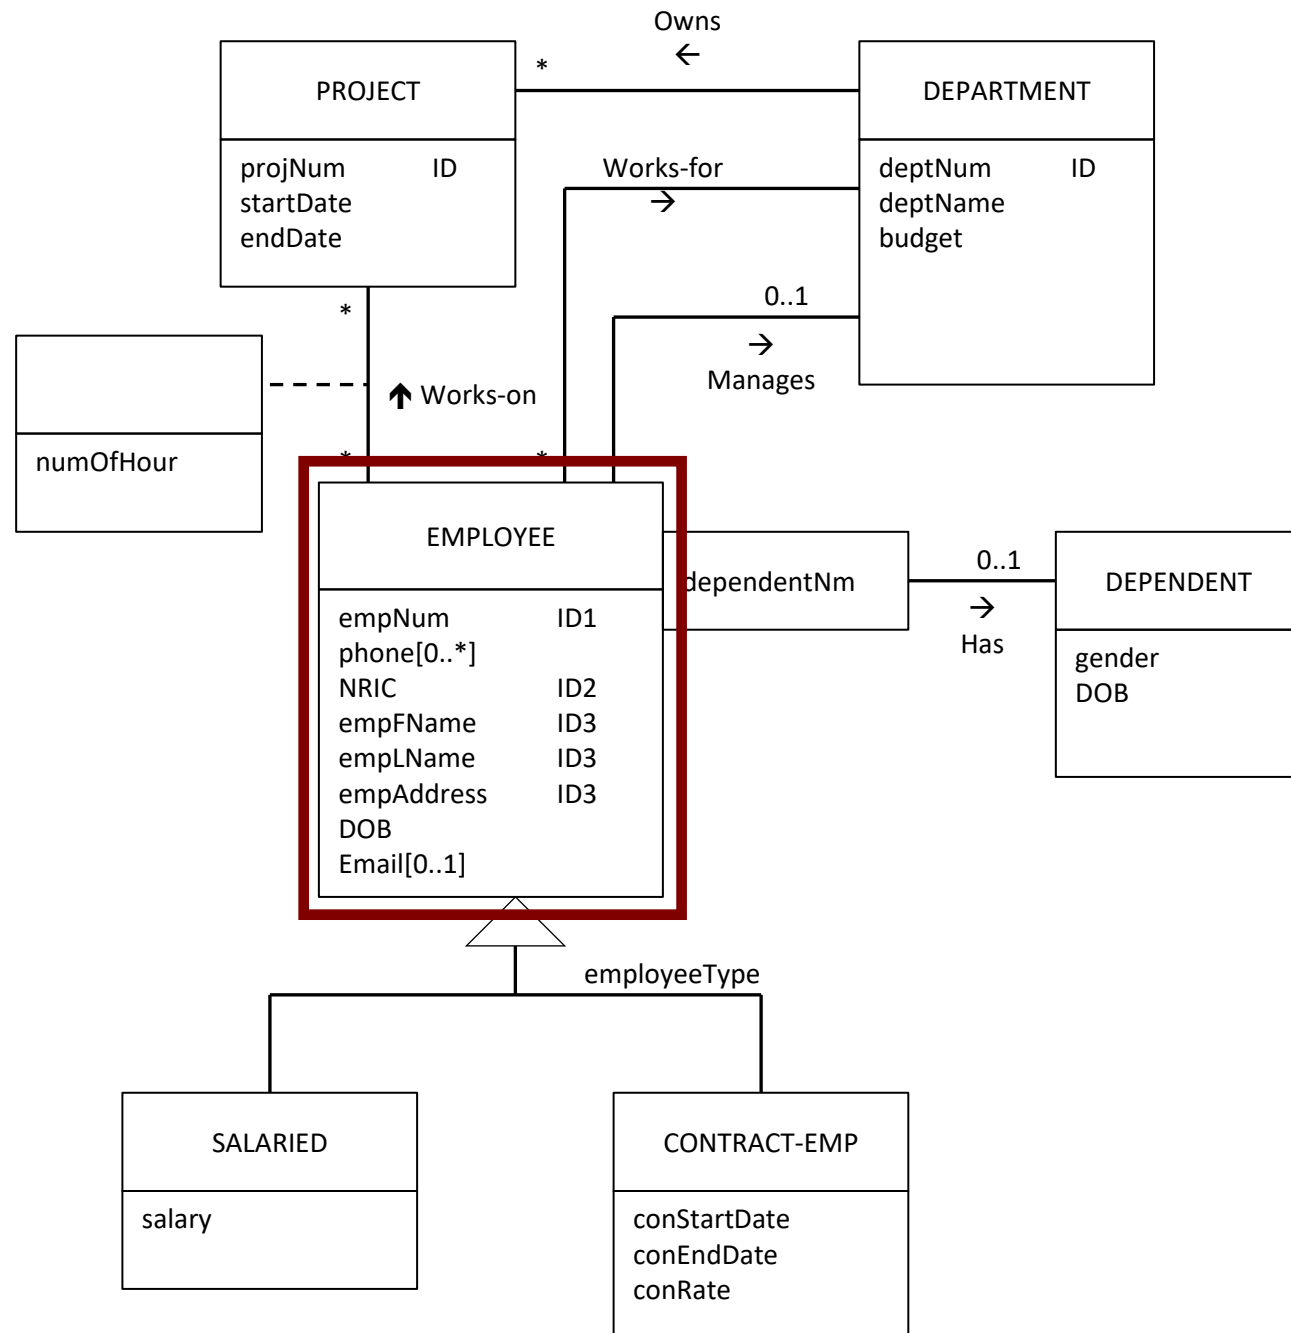 Owns
←
*
PROJECT
DEPARTMENT
projNum ID
startDate
endDate
Works-for
→
deptNum ID
deptName
budget
*
0..1
→
Manages
↑ Works-on
numOfHour
*
*
EMPLOYEE
empNum ID1
phone[0..*]
NRIC ID2
empFName ID3
empLName ID3
empAddress ID3
DOB
Email[0..1]
dependentNm
0..1
→
Has
DEPENDENT
gender
DOB
employeeType
SALARIED
salary
CONTRACT-EMP
conStartDate
conEndDate
conRate